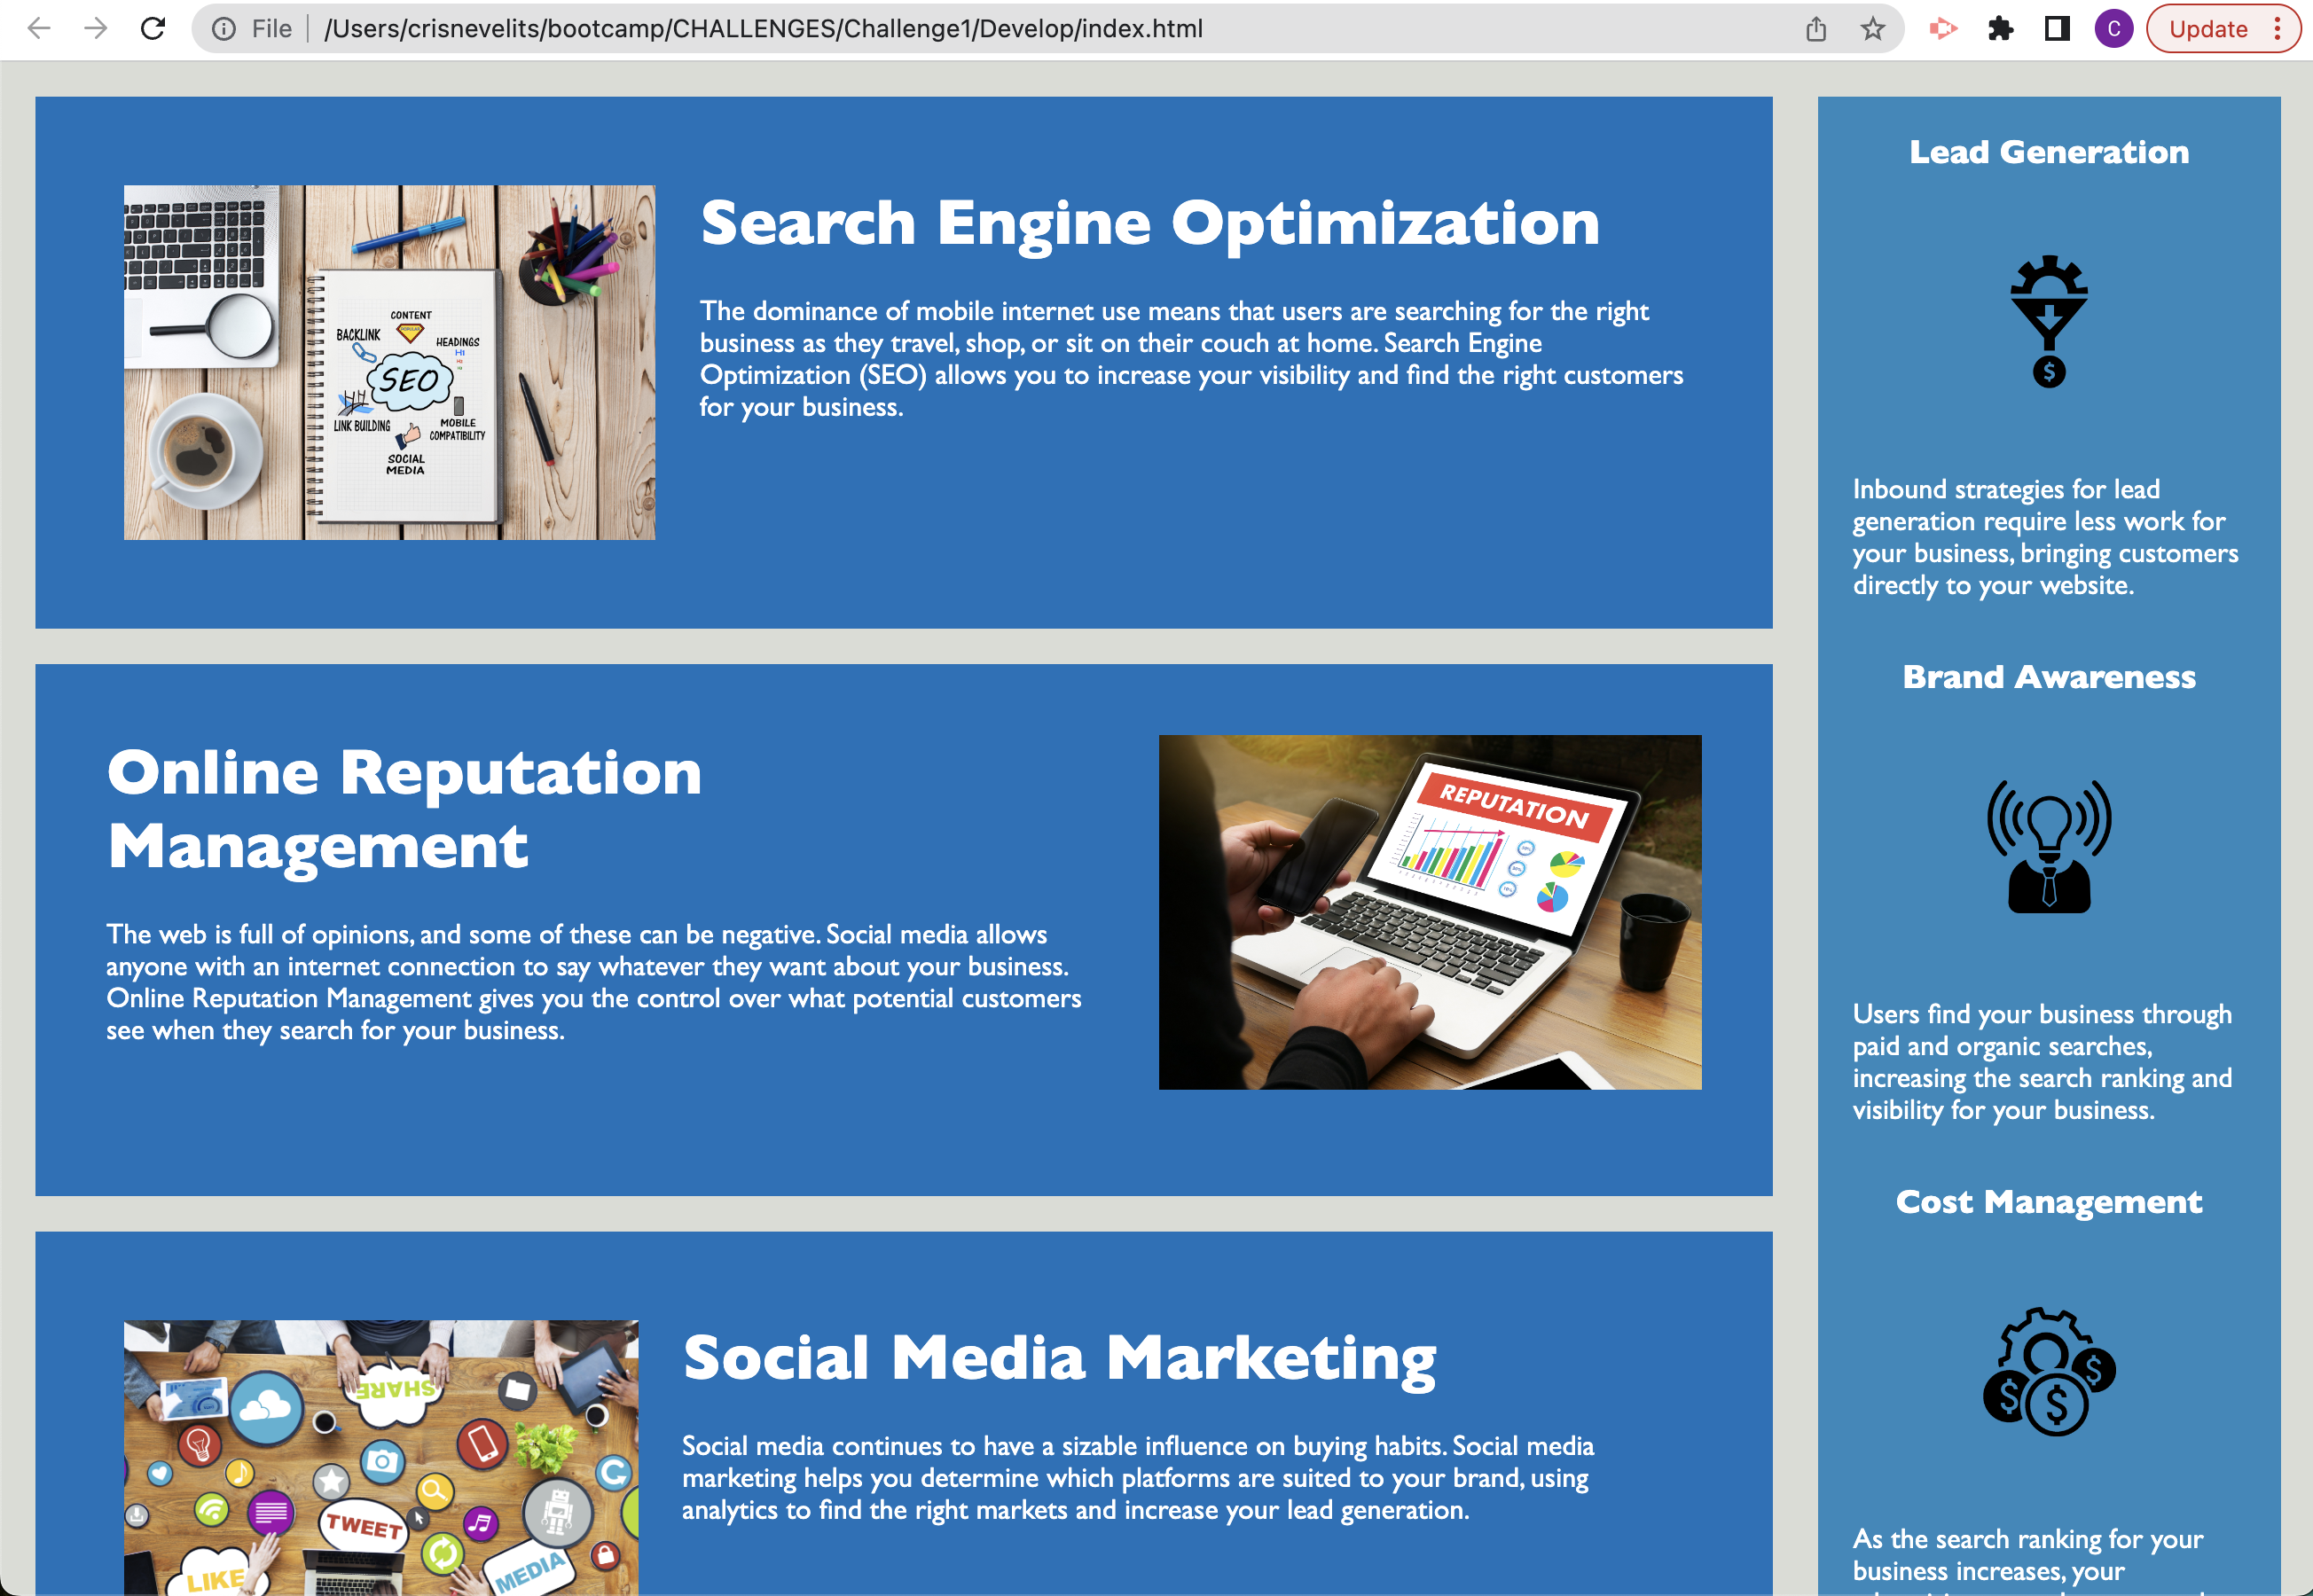 File /Users/crisnevelits/bootcamp/CHALLENGES/Challenge1/Develop/index.html
C
Update
Search Engine Optimization
The dominance of mobile internet use means that users are searching for the right
business as they travel, shop, or sit on their couch at home. Search Engine
Optimization (SEO) allows you to increase your visibility and find the right customers
for your business.
CONTENT
BACKLINK
HEADINGS
H1
SEO
LINK BUILDING
MOBILE
COMPATIBILITY
SOCIAL
MEDIA
Online Reputation
Management
The web is full of opinions, and some of these can be negative. Social media allows
anyone with an internet connection to say whatever they want about your business.
Online Reputation Management gives you the control over what potential customers
see when they search for your business.
REPUTATION
Social Media Marketing
Social media continues to have a sizable influence on buying habits. Social media
marketing helps you determine which platforms are suited to your brand, using
analytics to find the right markets and increase your lead generation.
SHARE
TWEET
LIKE
MEDIA
Lead Generation
$
Inbound strategies for lead
generation require less work for
your business, bringing customers
directly to your website.
Brand Awareness
Users find your business through
paid and organic searches,
increasing the search ranking and
visibility for your business.
Cost Management
$ $ $
As the search ranking for your
business increases, your